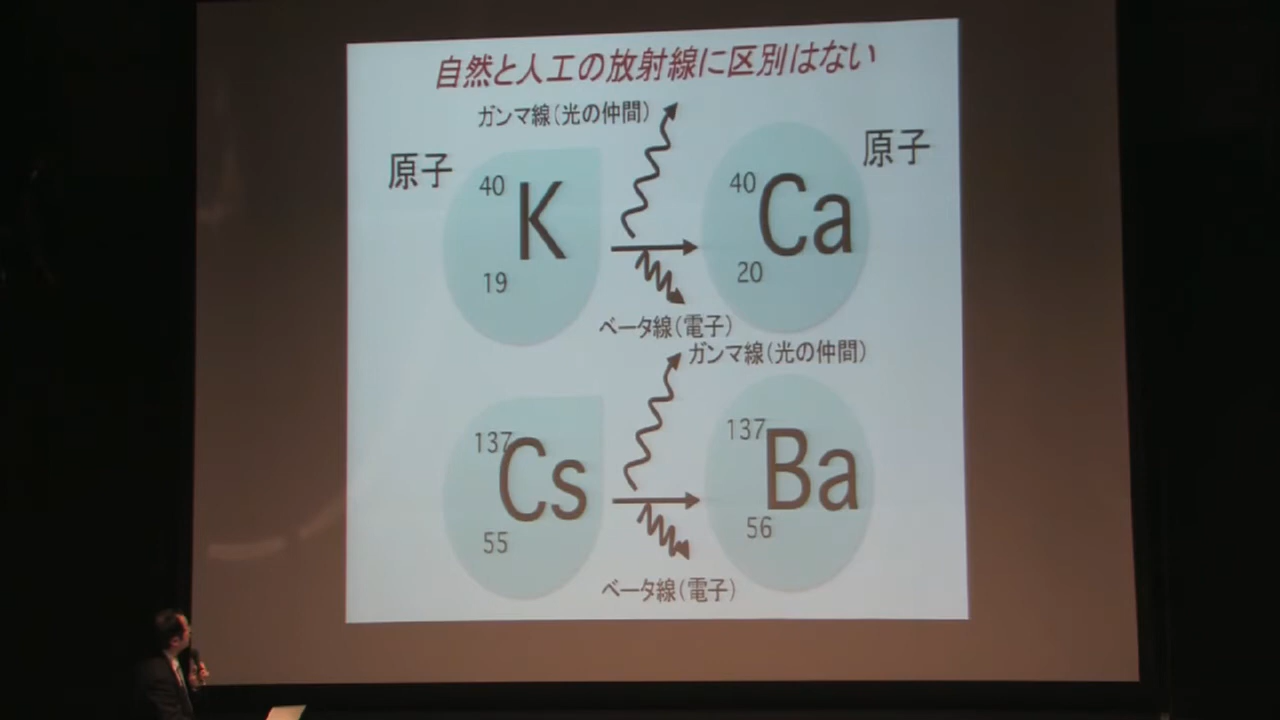 自然と人工の放射線に区別はない
ガンマ線(光の仲間)
原子
原子
40
K
19
40
Ca
20
ベータ線(電子)
ガンマ線(光の仲間)
137
Cs
55
137
Ba
56
ベータ線(電子)